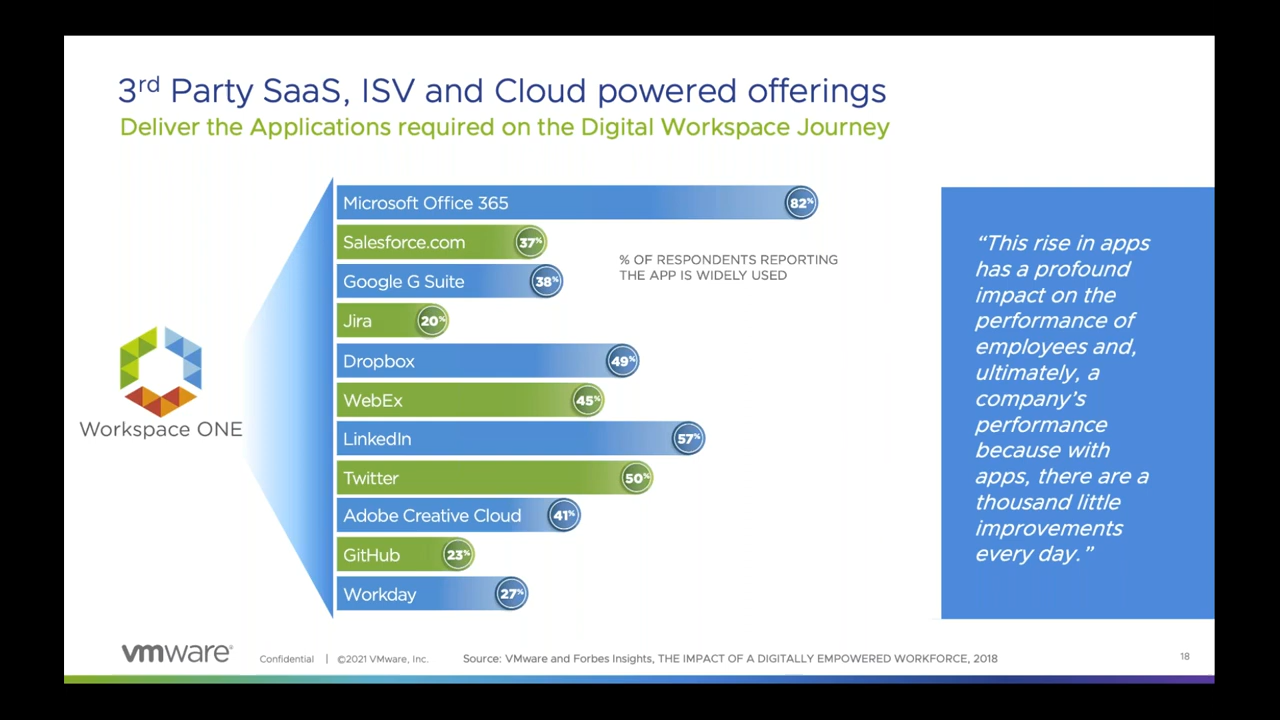 3rd Party SaaS, ISV and Cloud powered offerings
Deliver the Applications required on the Digital Workspace Journey
Microsoft Office 365 82%
Salesforce.com 37%
% OF RESPONDENTS REPORTING
THE APP IS WIDELY USED
Google G Suite 38%
Jira 20%
Dropbox 49%
WebEx 45%
LinkedIn 57%
Twitter 50%
Adobe Creative Cloud 41%
GitHub 23%
Workday 27%
Workspace ONE
“This rise in apps
has a profound
impact on the
performance of
employees and,
ultimately, a
company’s
performance
because with
apps, there are a
thousand little
improvements
every day.”
vmware®
Confidential | ©2021 VMware, Inc.
Source: VMware and Forbes Insights, THE IMPACT OF A DIGITALLY EMPOWERED WORKFORCE, 2018
18